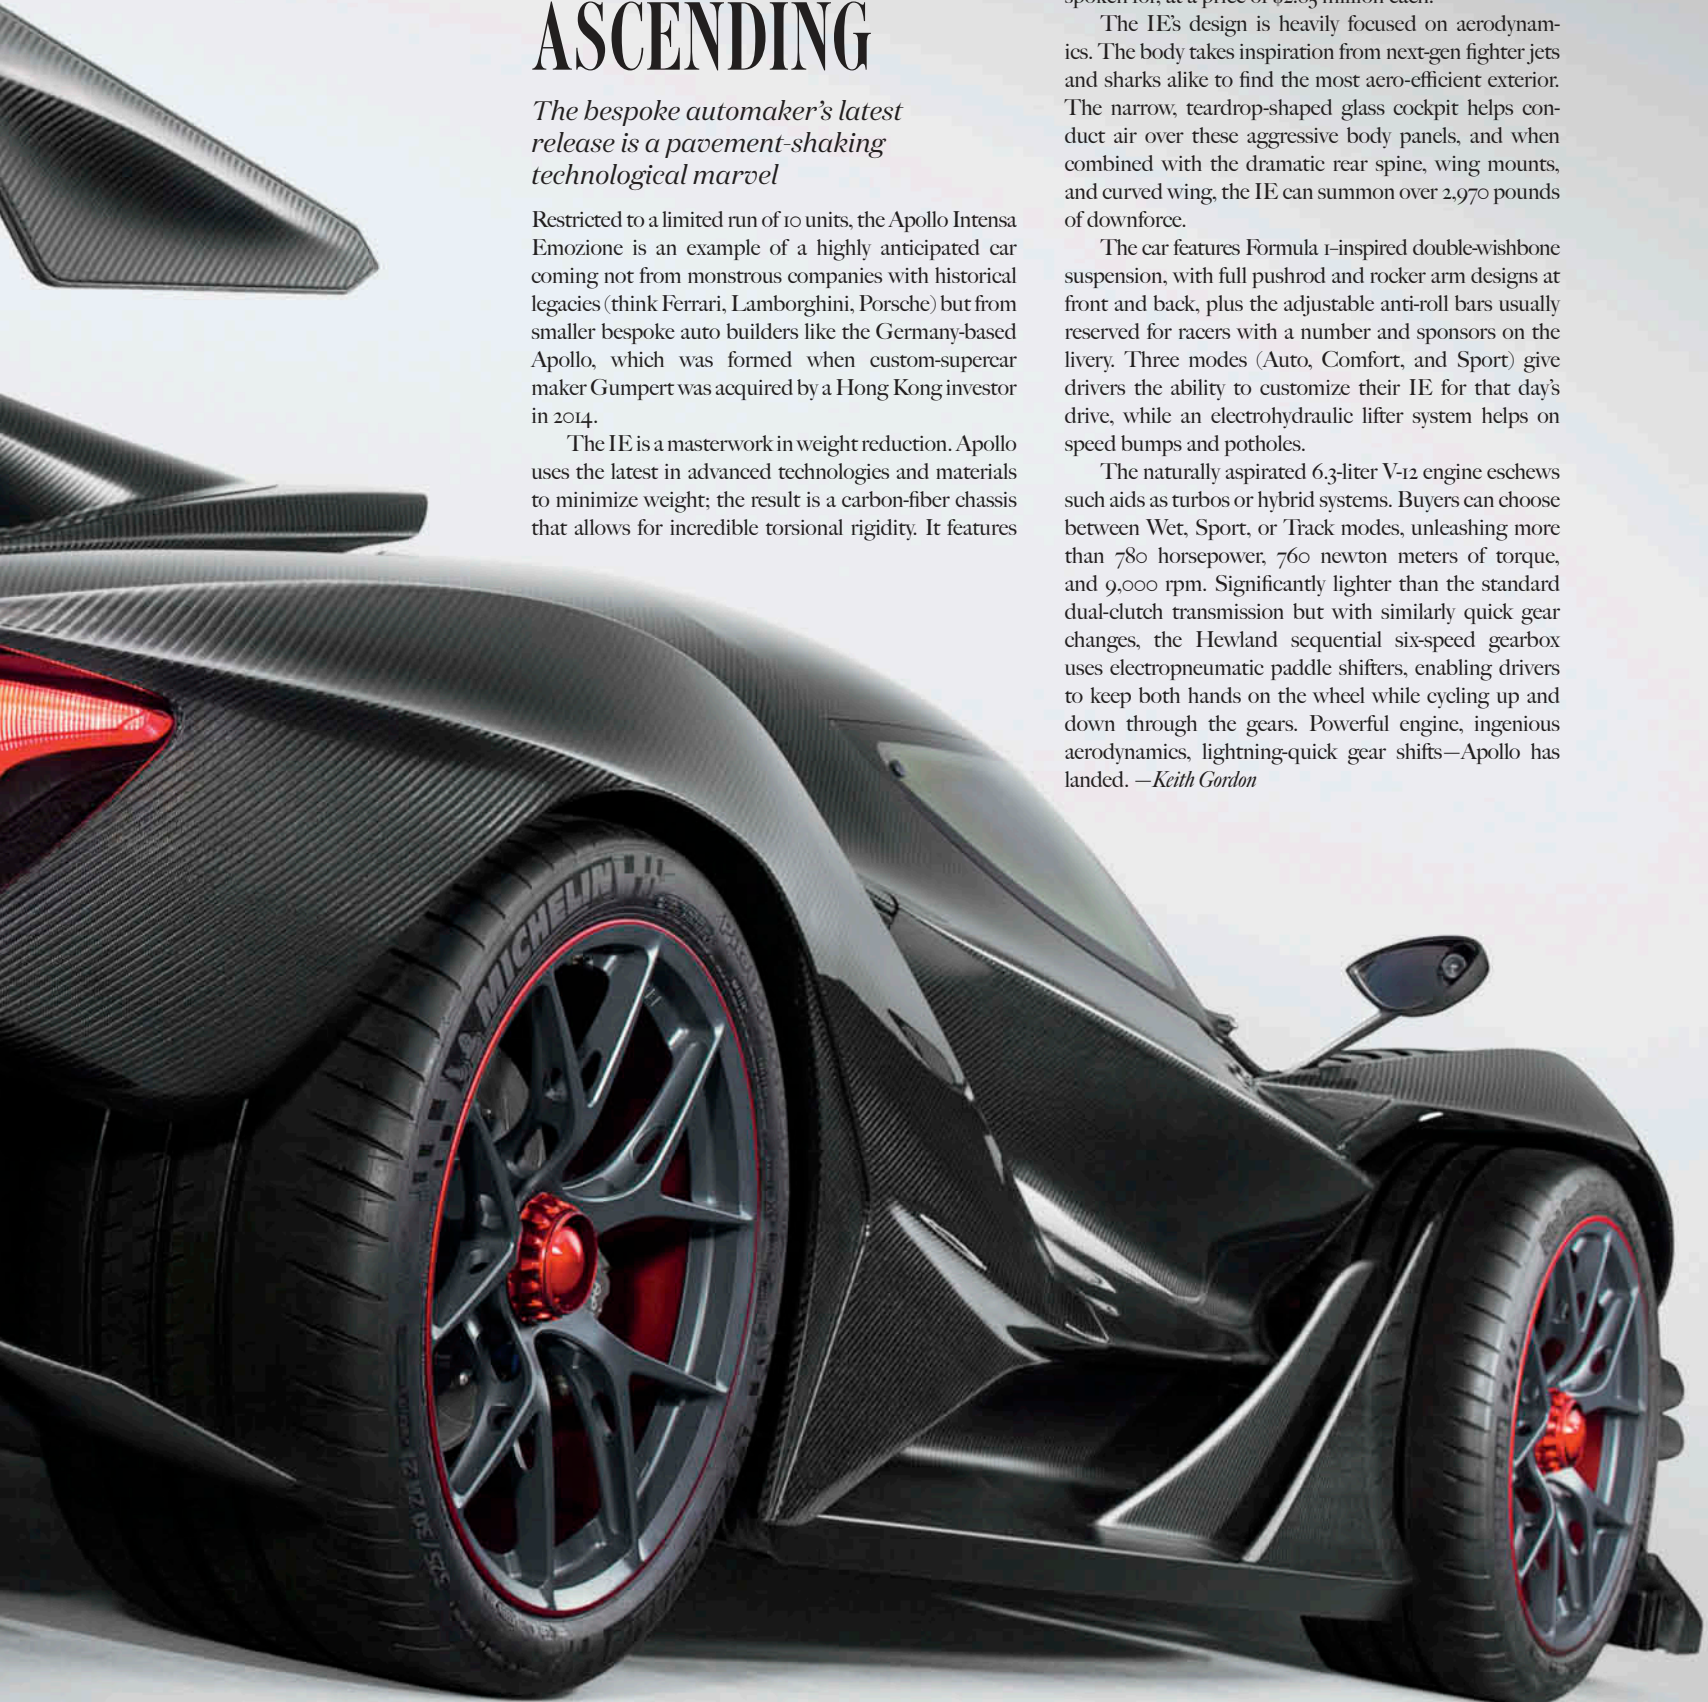 ASCENDING
The bespoke automaker's latest
release is a pavement-shaking
technological marvel
Restricted to a limited run of 10 units, the Apollo Intensa
Emozione is an example of a highly anticipated car
coming not from monstrous companies with historical
legacies (think Ferrari, Lamborghini, Porsche) but from
smaller bespoke auto builders like the Germany-based
Apollo, which was formed when custom-supercar
maker Gumpert was acquired by a Hong Kong investor
in 2014.
The IE is a masterwork in weight reduction. Apollo
uses the latest in advanced technologies and materials
to minimize weight; the result is a carbon-fiber chassis
that allows for incredible torsional rigidity. It features
The IE's design is heavily focused on aerodynam-
ics. The body takes inspiration from next-gen fighter jets
and sharks alike to find the most aero-efficient exterior.
The narrow, teardrop-shaped glass cockpit helps con-
duct air over these aggressive body panels, and when
combined with the dramatic rear spine, wing mounts,
and curved wing, the IE can summon over 2,970 pounds
of downforce.
The car features Formula 1-inspired double-wishbone
suspension, with full pushrod and rocker arm designs at
front and back, plus the adjustable anti-roll bars usually
reserved for racers with a number and sponsors on the
livery. Three modes (Auto, Comfort, and Sport) give
drivers the ability to customize their IE for that day's
drive, while an electrohydraulic lifter system helps on
speed bumps and potholes.
The naturally aspirated 6.3-liter V-12 engine eschews
such aids as turbos or hybrid systems. Buyers can choose
between Wet, Sport, or Track modes, unleashing more
than 780 horsepower, 760 newton meters of torque,
and 9,000 rpm. Significantly lighter than the standard
dual-clutch transmission but with similarly quick gear
changes, the Hewland sequential six-speed gearbox
uses electropneumatic paddle shifters, enabling drivers
to keep both hands on the wheel while cycling up and
down through the gears. Powerful engine, ingenious
aerodynamics, lightning-quick gear shifts—Apollo has
landed. —Keith Gordon
MICHELIN
325/30 ZR 21